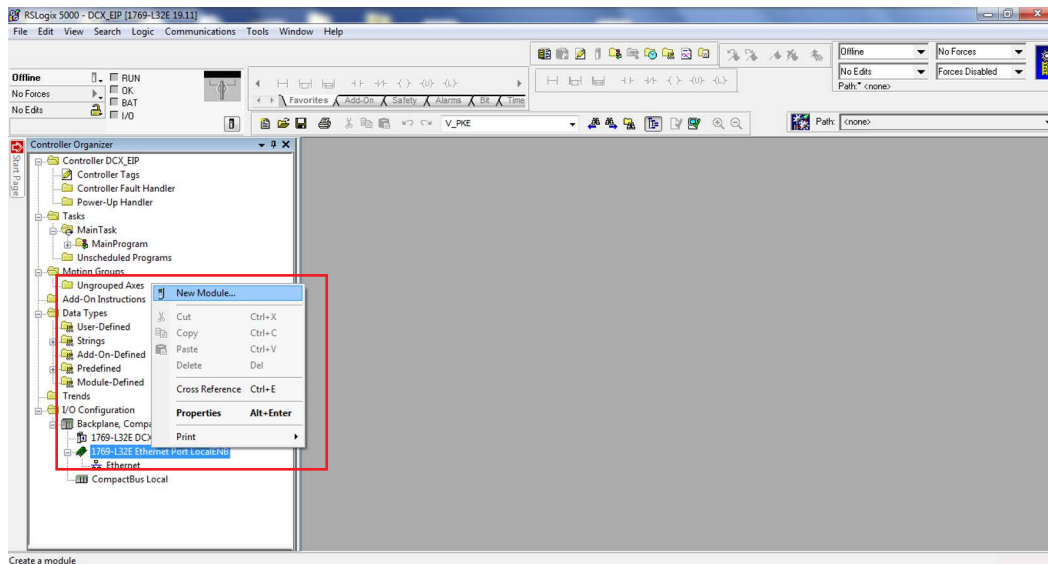 RSLogix 5000 - DCX_EIP [1769-L32E 19.11]
File Edit View Search Logic Communications Tools Window Help
Offline
No Forces
No Edits
RUN
OK
BAT
I/O
Favorites Add-On Safety Alarms Bit Time
Offline No Forces
No Edits Forces Disabled
Path:* <none>
V_PKE
Path: <none>
Start Page
Controller Organizer
Controller DCX_EIP
Controller Tags
Controller Fault Handler
Power-Up Handler
Tasks
MainTask
MainProgram
Unscheduled Programs
Motion Groups
Ungrouped Axes
Add-On Instructions
Data Types
User-Defined
Strings
Add-On-Defined
Predefined
Module-Defined
Trends
I/O Configuration
Backplane, Compa
1769-L32E DCX
1769-L32E Ethernet Port LocalENB
Ethernet
CompactBus Local
New Module...
Cut Ctrl+X
Copy Ctrl+C
Paste Ctrl+V
Delete Del
Cross Reference Ctrl+E
Properties Alt+Enter
Print
Create a module